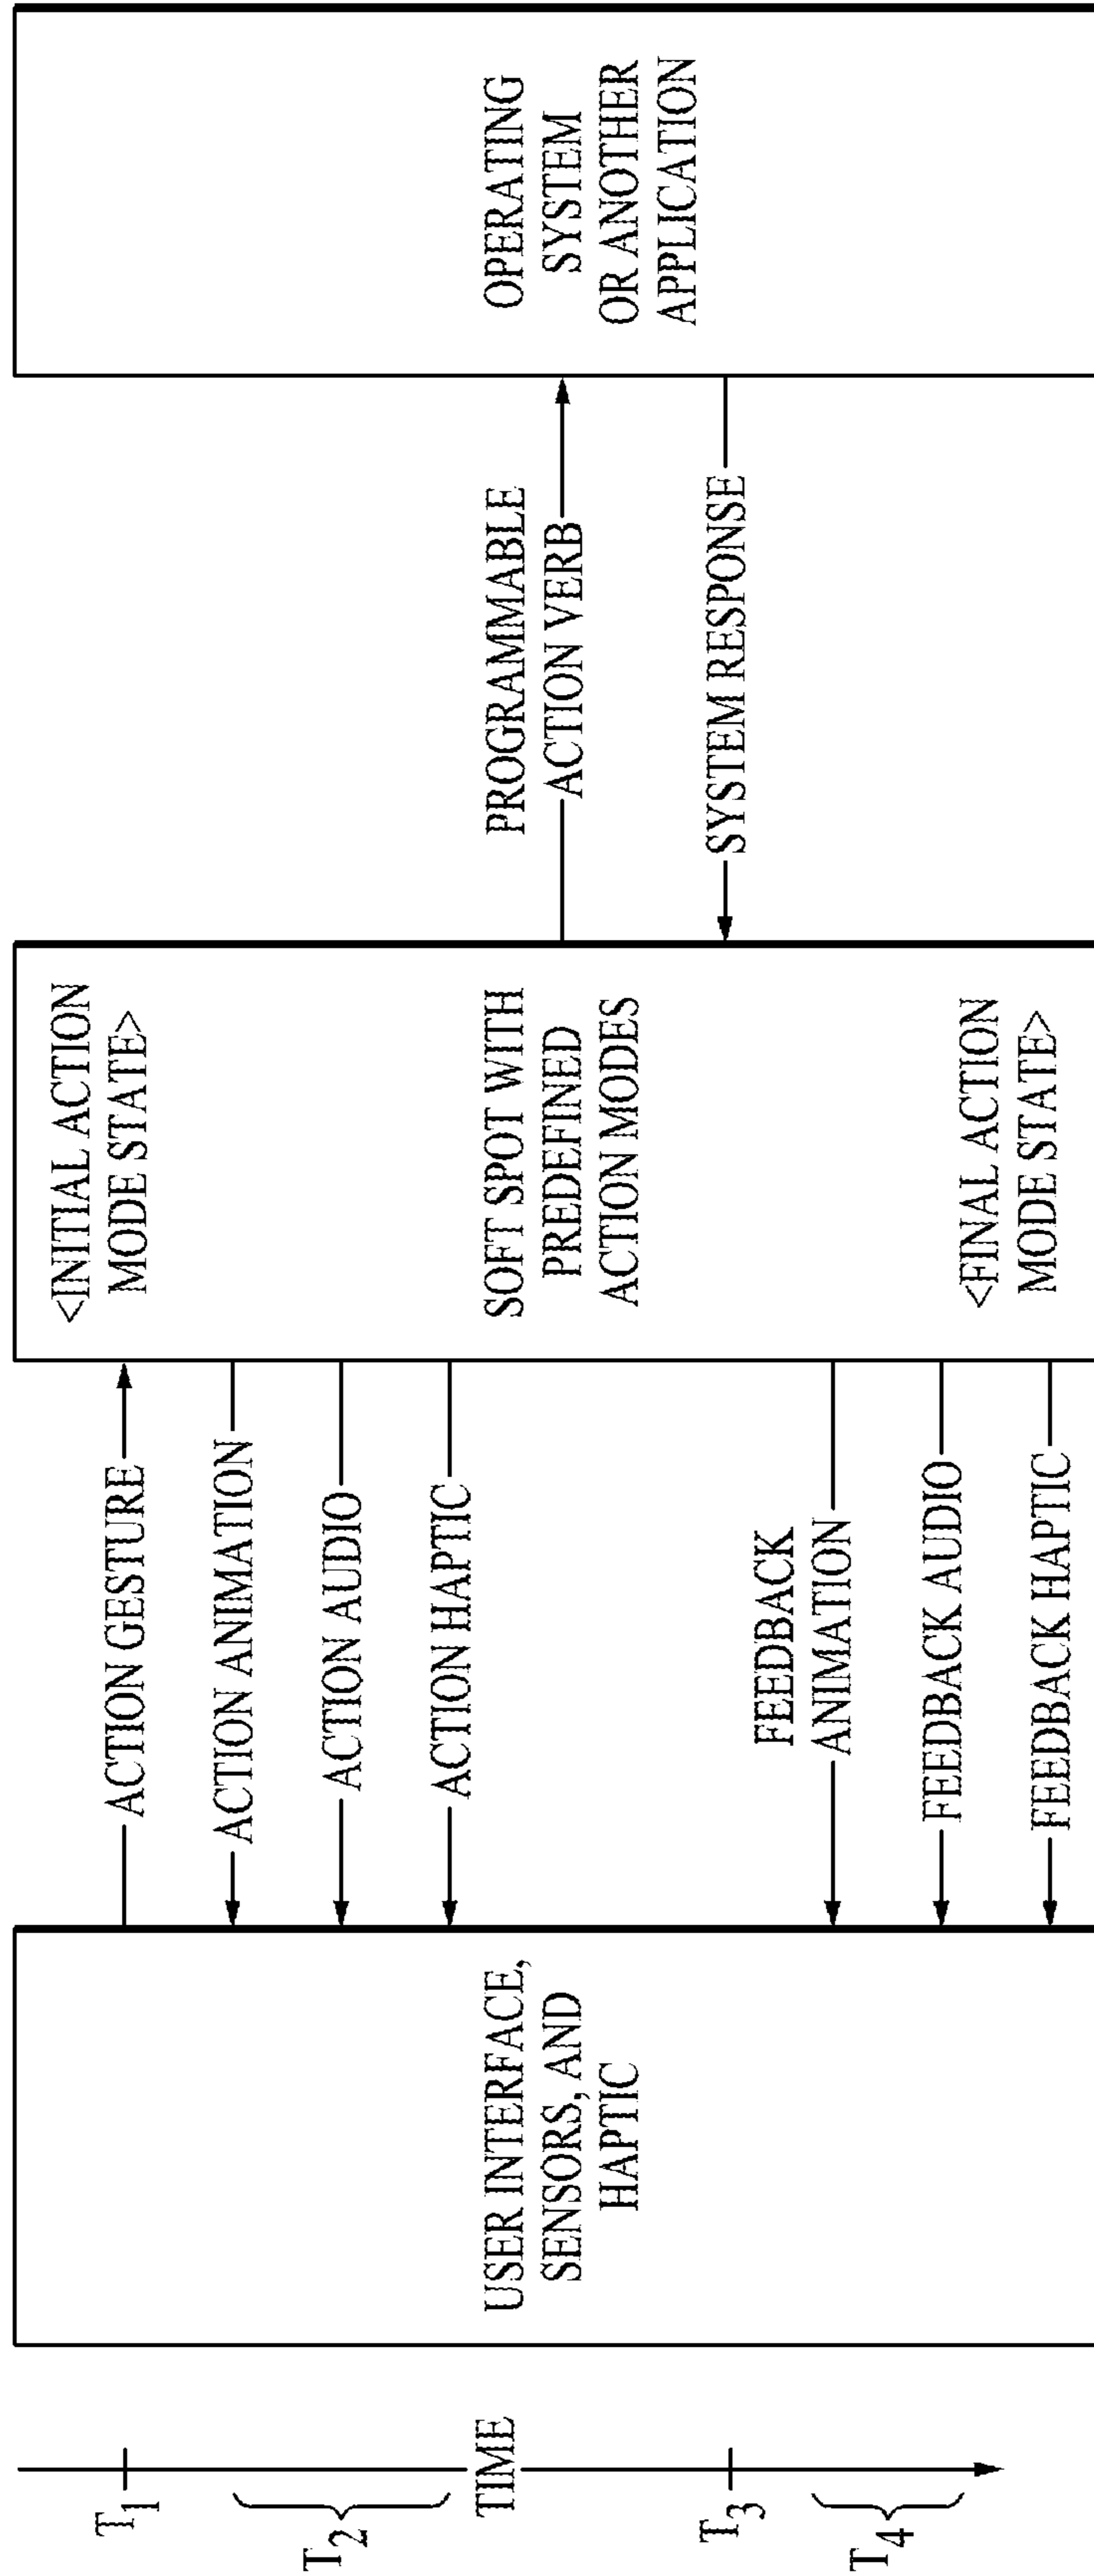 T1
T2
TIME
T3
T4
USER INTERFACE,
SENSORS, AND
HAPTIC
ACTION GESTURE
ACTION ANIMATION
ACTION AUDIO
ACTION HAPTIC
FEEDBACK
ANIMATION
FEEDBACK AUDIO
FEEDBACK HAPTIC
<INITIAL ACTION
MODE STATE>
SOFT SPOT WITH
PREDEFINED
ACTION MODES
<FINAL ACTION
MODE STATE>
PROGRAMMABLE
ACTION VERB
SYSTEM RESPONSE
OPERATING
SYSTEM
OR ANOTHER
APPLICATION